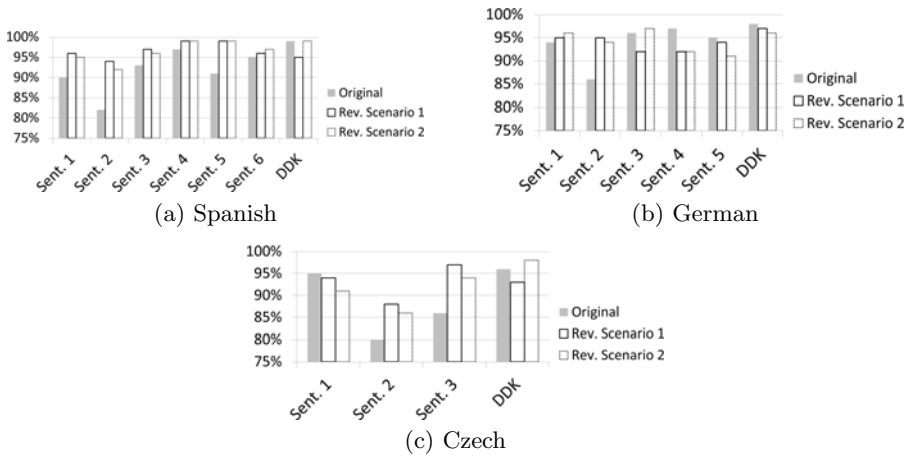 100%
95%
90%
85%
80%
75%
Sent. 1
Sent. 2
Sent. 3
Sent. 4
Sent. 5
Sent. 6
DDK
Original
Rev. Scenario 1
Rev. Scenario 2
(a) Spanish
100%
95%
90%
85%
80%
75%
Sent. 1
Sent. 2
Sent. 3
Sent. 4
Sent. 5
DDK
Original
Rev. Scenario 1
Rev. Scenario 2
(b) German
100%
95%
90%
85%
80%
75%
Sent. 1
Sent. 2
Sent. 3
DDK
Original
Rev. Scenario 1
Rev. Scenario 2
(c) Czech